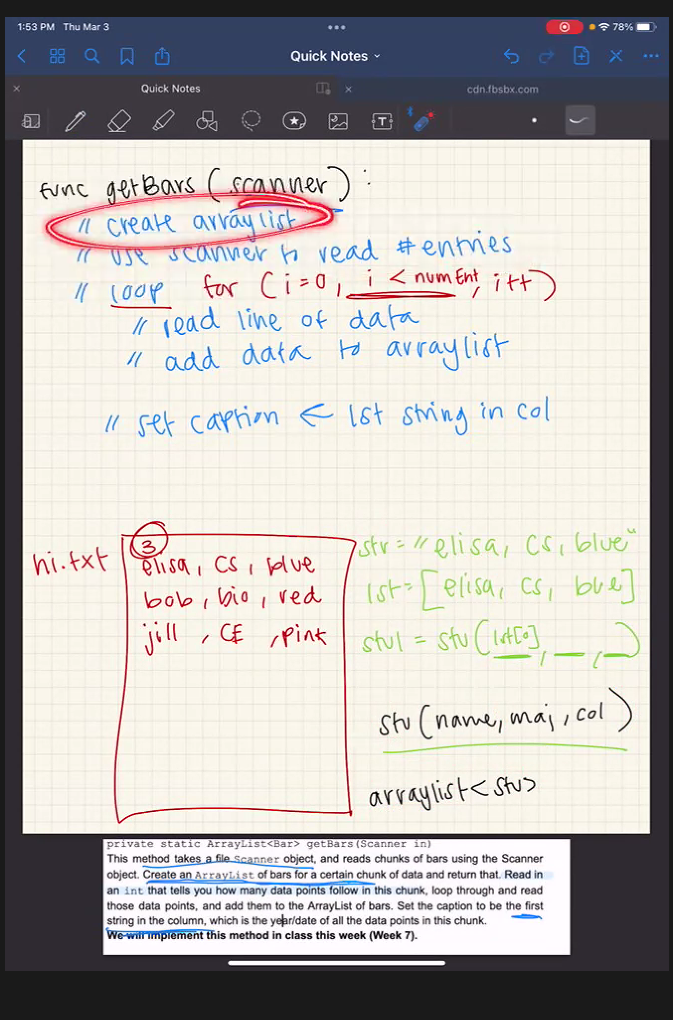 1:53 PM Thu Mar 3
78%
Quick Notes
Quick Notes
cdn.fbsbx.com
func getBars (scanner) :
// create arraylist
// use scanner to read #entries
// loop for (i=0, i < numEnt, i++)
// read line of data
// add data to arraylist
// set caption ← 1st string in col
hi.txt
3
elisa, CS, blue
bob, bio, red
jill, CE, pink
str = "elisa, CS, blue"
lst = [elisa, cs, blue]
stu1 = stu(lst[0], __, __)
stu(name, maj, col)
arraylist<stu>
private static ArrayList<Bar> getBars(Scanner in)
This method takes a file Scanner object, and reads chunks of bars using the Scanner
object. Create an ArrayList of bars for a certain chunk of data and return that. Read in
an int that tells you how many data points follow in this chunk, loop through and read
those data points, and add them to the ArrayList of bars. Set the caption to be the first
string in the column, which is the year/date of all the data points in this chunk.
We will implement this method in class this week (Week 7).